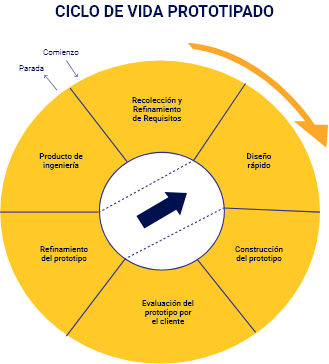 CICLO DE VIDA PROTOTIPADO
Comienzo
Parada
Recolección y
Refinamiento
de Requisitos
Diseño
rápido
Construcción
del prototipo
Evaluación del
prototipo por
el cliente
Refinamiento
del prototipo
Producto de
ingeniería